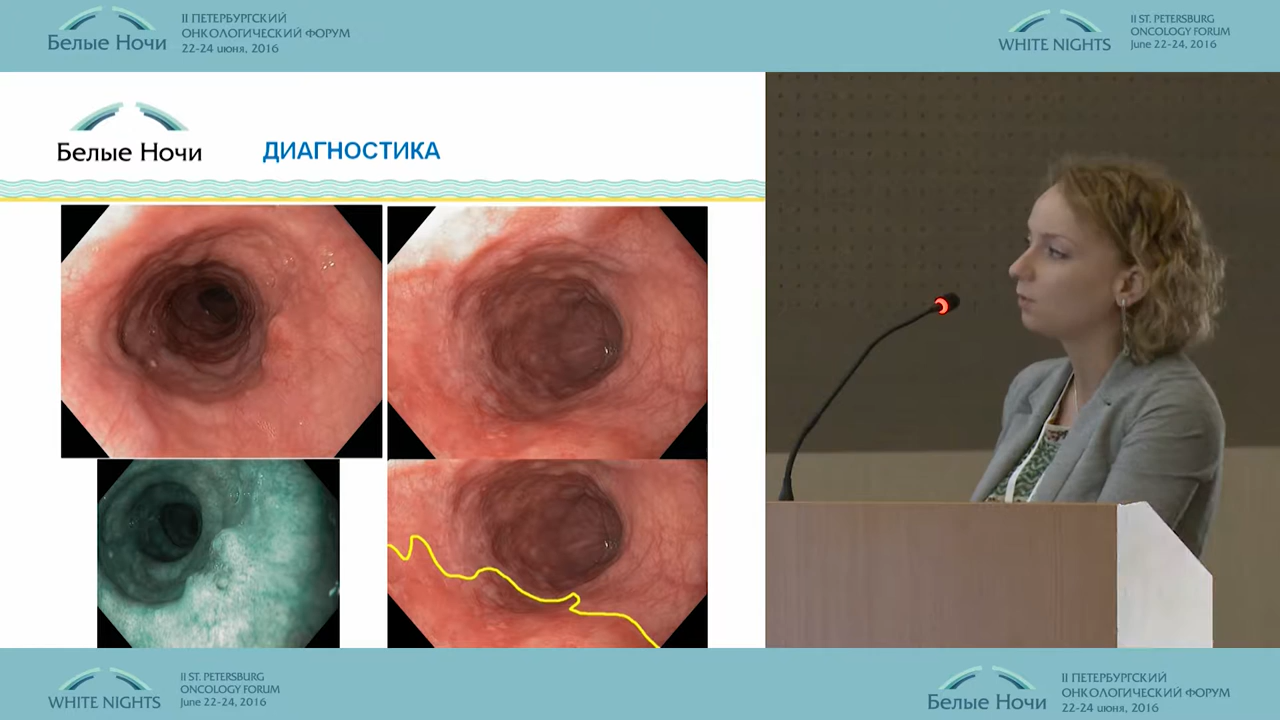 Белые Ночи
II ПЕТЕРБУРГСКИЙ
ОНКОЛОГИЧЕСКИЙ ФОРУМ
22-24 июня, 2016
WHITE NIGHTS
II ST. PETERSBURG
ONCOLOGY FORUM
June 22-24, 2016
Белые Ночи
ДИАГНОСТИКА
WHITE NIGHTS
II ST. PETERSBURG
ONCOLOGY FORUM
June 22-24, 2016
Белые Ночи
II ПЕТЕРБУРГСКИЙ
ОНКОЛОГИЧЕСКИЙ ФОРУМ
22-24 июня, 2016